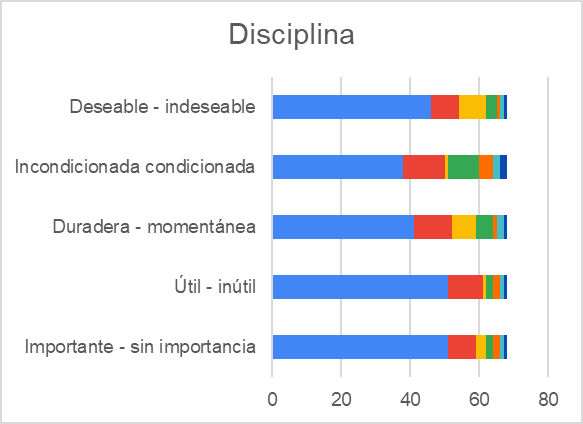 Disciplina
Deseable - indeseable
Incondicionada condicionada
Duradera - momentánea
Útil - inútil
Importante - sin importancia
0 20 40 60 80